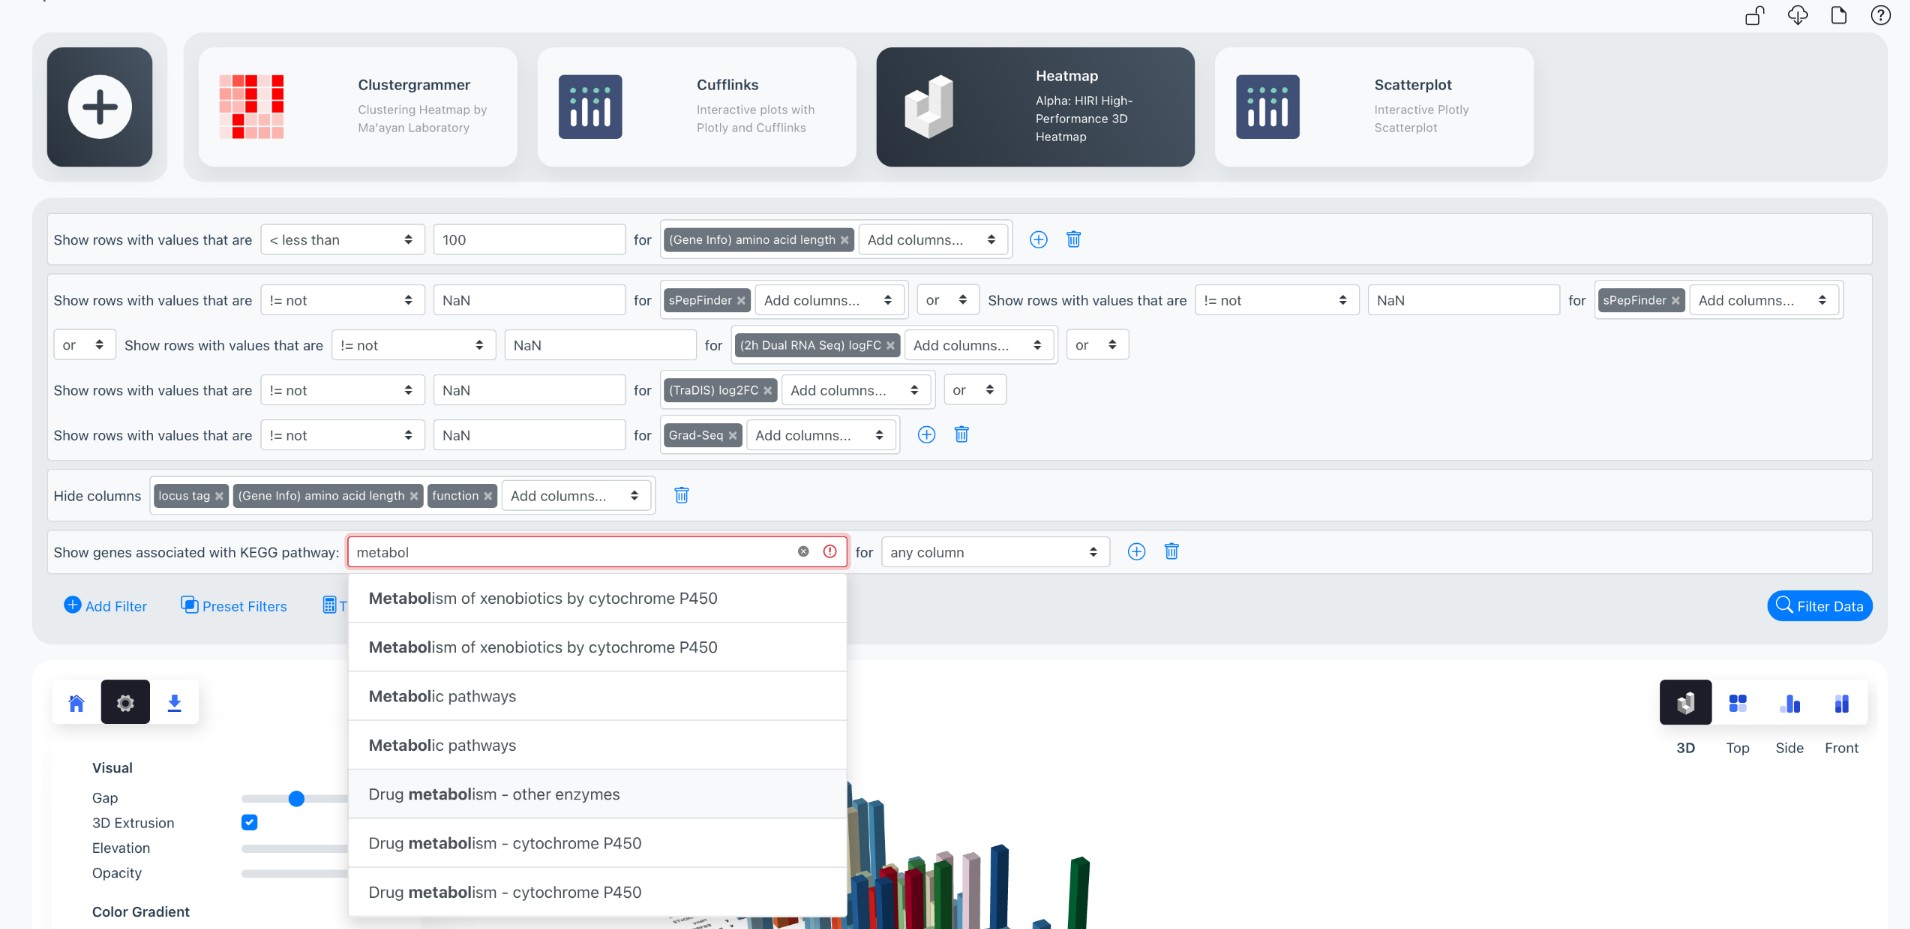 Clustergrammer
Clustering Heatmap by
Ma'ayan Laboratory
Cufflinks
Interactive plots with
Plotly and Cufflinks
Heatmap
Alpha: HIRI High-
Performance 3D
Heatmap
Scatterplot
Interactive Plotly
Scatterplot
Show rows with values that are < less than 100 for (Gene Info) amino acid length × Add columns...
Show rows with values that are != not NaN for sPepFinder × Add columns... or Show rows with values that are != not NaN for sPepFinder × Add columns...
or Show rows with values that are != not NaN for (2h Dual RNA Seq) logFC × Add columns... or
Show rows with values that are != not NaN for (TraDIS) log2FC × Add columns... or
Show rows with values that are != not NaN for Grad-Seq × Add columns...
Hide columns locus tag × (Gene Info) amino acid length × function × Add columns...
Show genes associated with KEGG pathway: metabol for any column
Metabolism of xenobiotics by cytochrome P450
Metabolism of xenobiotics by cytochrome P450
Metabolic pathways
Metabolic pathways
Drug metabolism - other enzymes
Drug metabolism - cytochrome P450
Drug metabolism - cytochrome P450
Add Filter Preset Filters T Filter Data
3D Top Side Front
Visual
Gap
3D Extrusion
Elevation
Opacity
Color Gradient